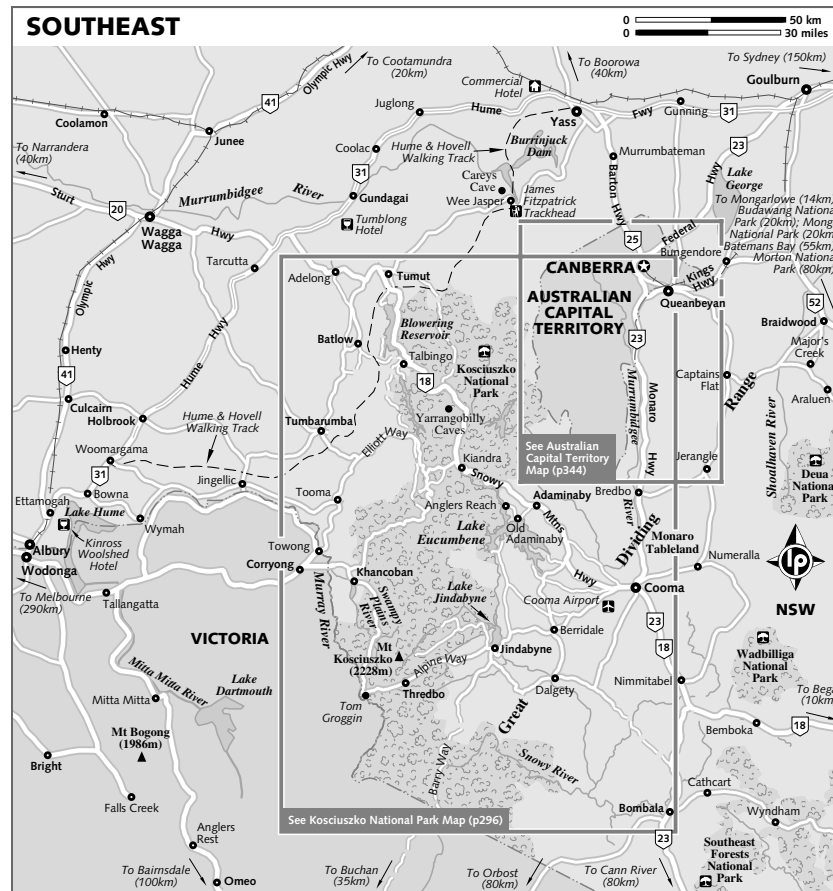 SOUTHEAST
0 50 km
0 30 miles
To Cootamundra
(20km)
To Boorowa
(40km)
To Sydney (150km)
Commercial
Hotel
Goulburn
Olympic Hwy
41
Coolamon
Junee
Juglong
Hume
Yass
Fwy
Gunning
31
23
Hwy
Coolac
Hume & Hovell
Walking Track
Burrinjuck
Dam
Murrumbateman
Lake
George
To Narrandera
(40km)
Sturt
20
Murrumbidgee River
31
Gundagai
Careys
Cave
Wee Jasper
James
Fitzpatrick
Trackhead
Barton Hwy
To Mongarlowe (14km),
Budawang National
Park (20km); Mong
National Park (20km
Batemans Bay (55km),
Morton National
Park (80km)
Wagga
Wagga
Hwy
Tumblong
Hotel
25
Federal
Bungendore
Tarcutta
Adelong
Tumut
CANBERRA
Kings
Hwy
Queanbeyan
AUSTRALIAN
CAPITAL
TERRITORY
52
Braidwood
Olympic Hwy
Batlow
Blowering
Reservoir
Talbingo
23
Major's
Creek
Henty
41
Hume Hwy
18
Kosciuszko
National
Park
Murrumbidgee
River
Monaro
Hwy
Captains
Flat
Range
Araluen
Culcairn
Holbrook
Yarrangobilly
Caves
Hume & Hovell
Walking Track
Tumbarumba
Elliott Way
See Australian
Capital Territory
Map (p344)
Shoalhaven River
Woomargama
31
Jingellic
Kiandra
Snowy
Mtns
Hwy
Jerangle
Deua
National
Park
Ettamogah
Bowna
Lake Hume
Tooma
Anglers Reach
Adaminaby
Bredbo
Wymah
Kinross
Woolshed
Hotel
Lake
Eucumbene
Old
Adaminaby
Dividing
Monaro
Tableland
lp
Albury
Wodonga
Towong
Corryong
Khancoban
Numeralla
To Melbourne
(290km)
Tallangatta
Murray River
Swampy
Plains
River
Lake
Jindabyne
Cooma Airport
Cooma
NSW
VICTORIA
Berridale
23
18
Wadbilliga
National
Park
Mt
Kosciuszko
(2228m)
Alpine Way
Jindabyne
Mitta Mitta River
Lake
Dartmouth
Thredbo
Dalgety
Nimmitabel
Mitta Mitta
Tom
Groggin
Great
To Bega
(10km)
Mt Bogong
(1986m)
Bemboka
18
Bright
Barry Way
Snowy River
Falls Creek
Cathcart
Bombala
Wyndham
See Kosciuszko National Park Map (p296)
Anglers
Rest
23
Southeast
Forests
National
Park
To Bairnsdale
(100km)
Omeo
To Buchan
(35km)
To Orbost
(80km)
To Cann River
(80km)